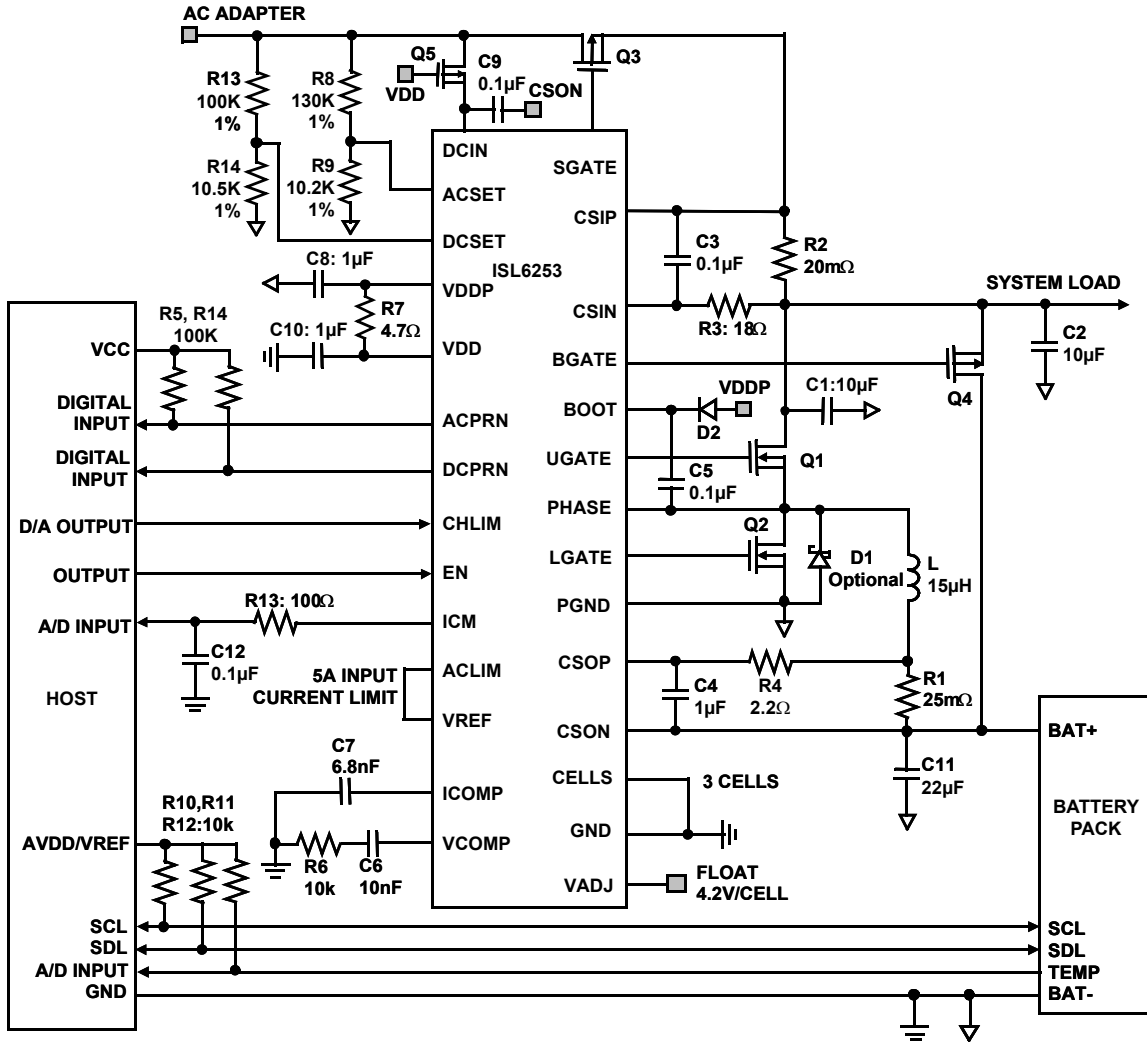 AC ADAPTER
R13
100K
1%
R14
10.5K
1%
R8
130K
1%
R9
10.2K
1%
Q5
VDD
C9
0.1µF
CSON
Q3
DCIN
ACSET
DCSET
VDDP
VDD
ACPRN
DCPRN
CHLIM
EN
ICM
ACLIM
VREF
ICOMP
VCOMP
ISL6253
SGATE
CSIP
CSIN
BGATE
BOOT
UGATE
PHASE
LGATE
PGND
CSOP
CSON
CELLS
GND
VADJ
C8: 1µF
R7
4.7Ω
C10: 1µF
R5, R14
100K
VCC
DIGITAL
INPUT
DIGITAL
INPUT
D/A OUTPUT
OUTPUT
A/D INPUT
HOST
AVDD/VREF
SCL
SDL
A/D INPUT
GND
R13: 100Ω
C12
0.1µF
5A INPUT
CURRENT LIMIT
C7
6.8nF
R10,R11
R12:10k
R6
10k
C6
10nF
C3
0.1µF
R2
20mΩ
R3: 18Ω
SYSTEM LOAD
C2
10µF
Q4
VDDP
D2
C1:10µF
C5
0.1µF
Q1
Q2
D1
Optional
L
15µH
C4
1µF
R4
2.2Ω
R1
25mΩ
C11
22µF
3 CELLS
FLOAT
4.2V/CELL
BAT+
BATTERY
PACK
SCL
SDL
TEMP
BAT-